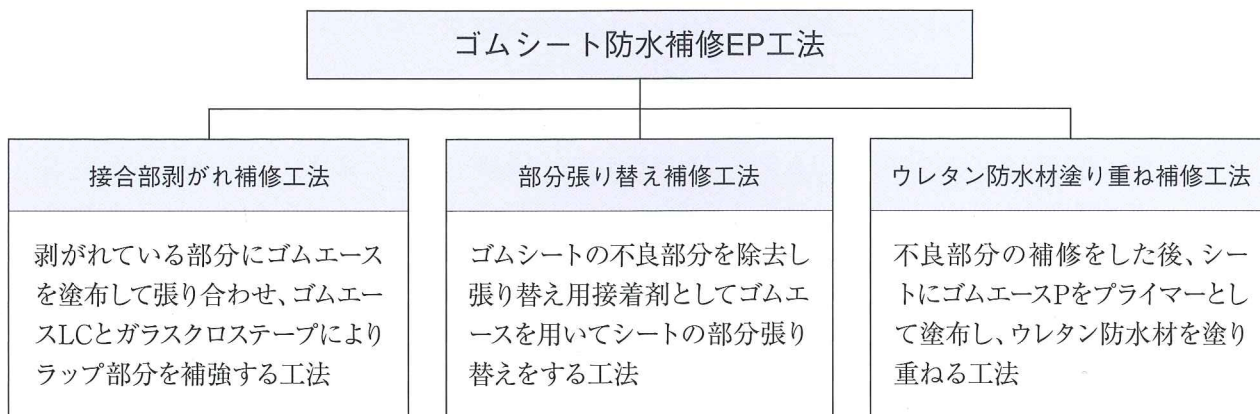 ゴムシート防水補修EP工法
接合部剥がれ補修工法
剥がれている部分にゴムエース
を塗布して張り合わせ、ゴムエー
スLCとガラスクロステープにより
ラップ部分を補強する工法
部分張り替え補修工法
ゴムシートの不良部分を除去し
張り替え用接着剤としてゴムエ
ースを用いてシートの部分張り
替えをする工法
ウレタン防水材塗り重ね補修工法
不良部分の補修をした後、シー
トにゴムエースPをプライマーとし
て塗布し、ウレタン防水材を塗り
重ねる工法